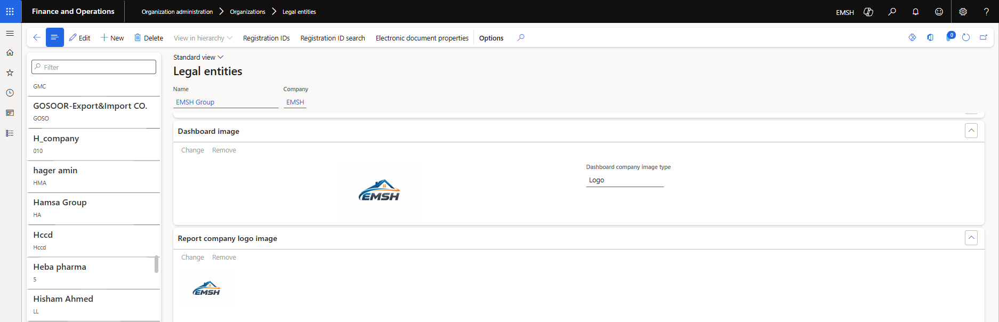 Finance and Operations
Organization administration
Organizations
Legal entities
EMSH
Edit
New
Delete
View in hierarchy
Registration IDs
Registration ID search
Electronic document properties
Options
0
Filter
GMC
GOSOOR-Export&Import CO.
GOSO
H_company
010
hager amin
HMA
Hamsa Group
HA
Hccd
Hccd
Heba pharma
5
Hisham Ahmed
LL
Standard view
Legal entities
Name
Company
EMSH Group
EMSH
Dashboard image
Change
Remove
EMSH
Dashboard company image type
Logo
Report company logo image
Change
Remove
EMSH